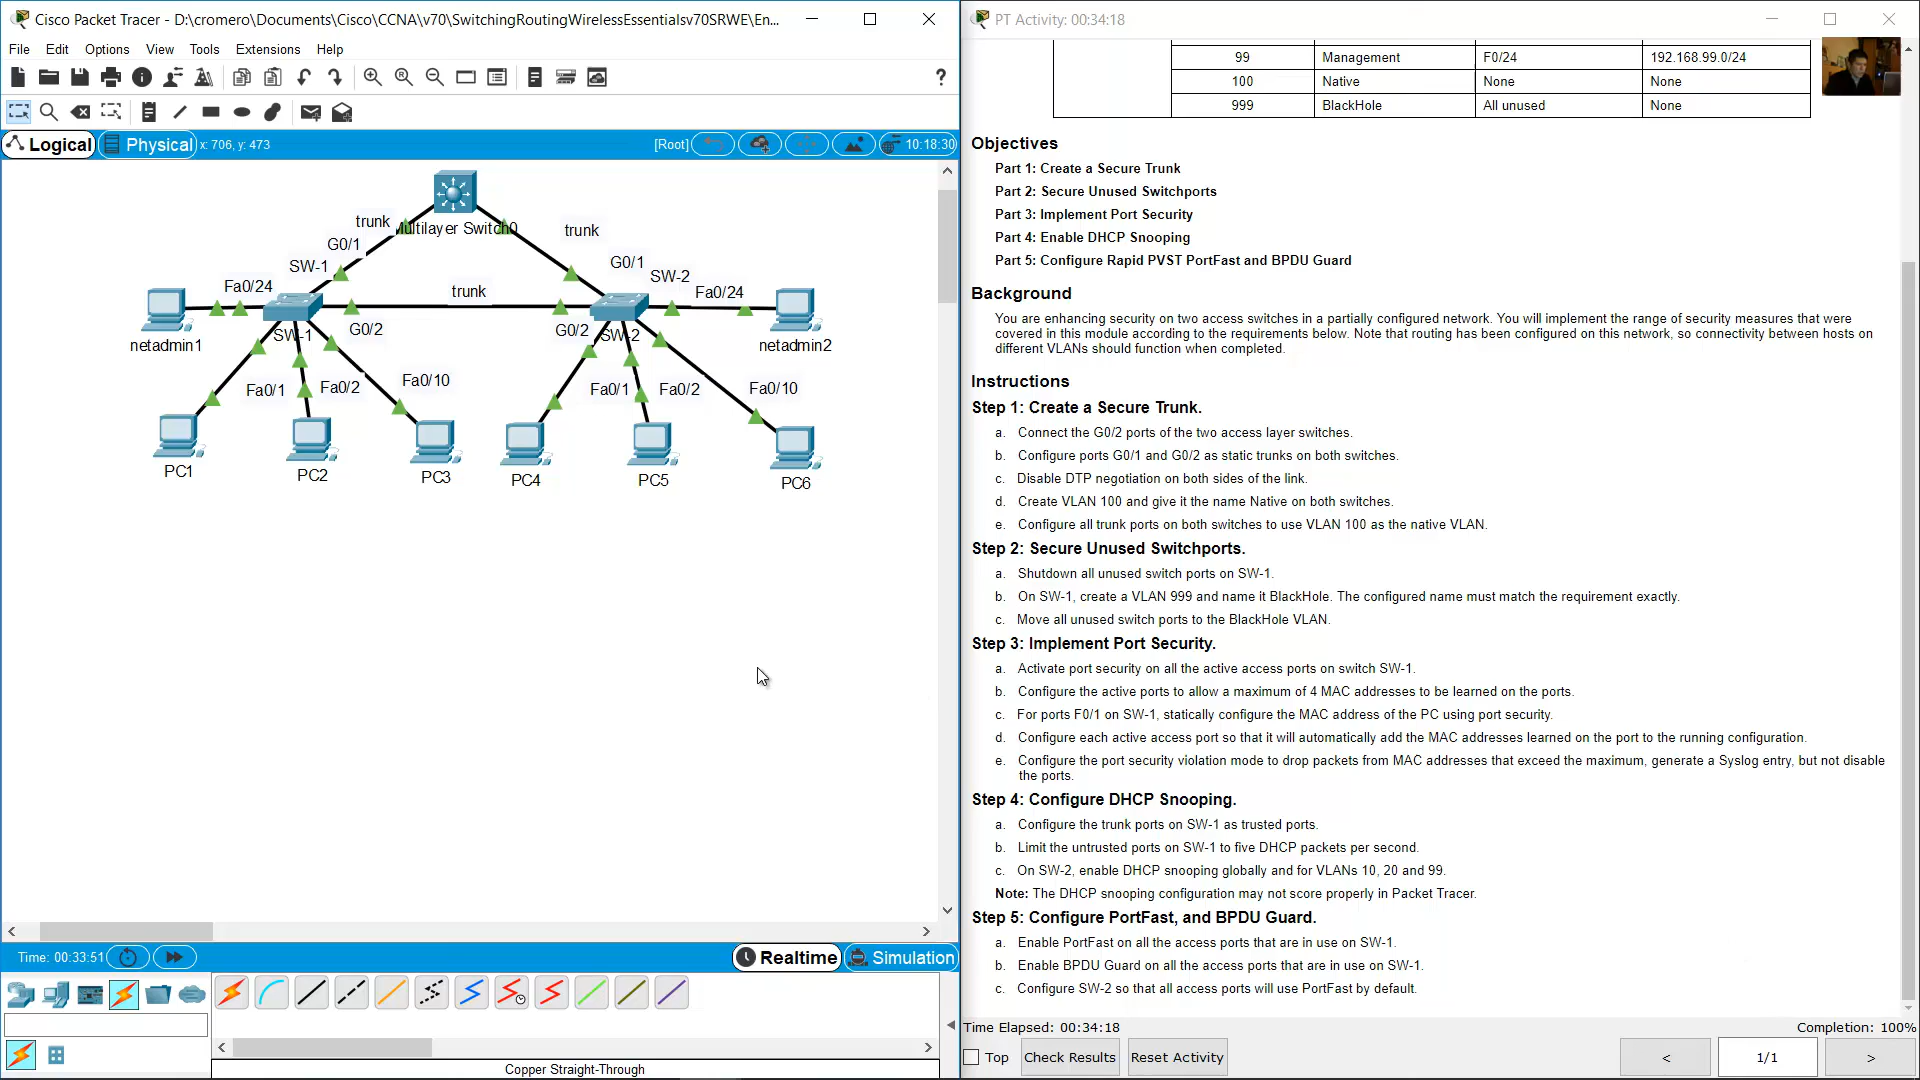 Cisco Packet Tracer - D:\cromero\Documents\Cisco\CCNA\v70\SwitchingRoutingWirelessEssentialsv70SRWE\En...
File Edit Options View Tools Extensions Help
?
Logical Physical x: 706, y: 473 [Root] 10:18:30
trunk
Multilayer Switch0
trunk
G0/1
G0/1
SW-1
SW-2
Fa0/24
trunk
Fa0/24
netadmin1
SW-1
G0/2
G0/2
SW-2
netadmin2
Fa0/1
Fa0/2
Fa0/10
Fa0/1
Fa0/2
Fa0/10
PC1
PC2
PC3
PC4
PC5
PC6
Time: 00:33:51
Realtime Simulation
Copper Straight-Through
PT Activity: 00:34:18
99 Management F0/24 192.168.99.0/24
100 Native None None
999 BlackHole All unused None
Objectives
Part 1: Create a Secure Trunk
Part 2: Secure Unused Switchports
Part 3: Implement Port Security
Part 4: Enable DHCP Snooping
Part 5: Configure Rapid PVST PortFast and BPDU Guard
Background
You are enhancing security on two access switches in a partially configured network. You will implement the range of security measures that were
covered in this module according to the requirements below. Note that routing has been configured on this network, so connectivity between hosts on
different VLANs should function when completed.
Instructions
Step 1: Create a Secure Trunk.
a. Connect the G0/2 ports of the two access layer switches.
b. Configure ports G0/1 and G0/2 as static trunks on both switches.
c. Disable DTP negotiation on both sides of the link.
d. Create VLAN 100 and give it the name Native on both switches.
e. Configure all trunk ports on both switches to use VLAN 100 as the native VLAN.
Step 2: Secure Unused Switchports.
a. Shutdown all unused switch ports on SW-1.
b. On SW-1, create a VLAN 999 and name it BlackHole. The configured name must match the requirement exactly.
c. Move all unused switch ports to the BlackHole VLAN.
Step 3: Implement Port Security.
a. Activate port security on all the active access ports on switch SW-1.
b. Configure the active ports to allow a maximum of 4 MAC addresses to be learned on the ports.
c. For ports F0/1 on SW-1, statically configure the MAC address of the PC using port security.
d. Configure each active access port so that it will automatically add the MAC addresses learned on the port to the running configuration.
e. Configure the port security violation mode to drop packets from MAC addresses that exceed the maximum, generate a Syslog entry, but not disable
the ports.
Step 4: Configure DHCP Snooping.
a. Configure the trunk ports on SW-1 as trusted ports.
b. Limit the untrusted ports on SW-1 to five DHCP packets per second.
c. On SW-2, enable DHCP snooping globally and for VLANs 10, 20 and 99.
Note: The DHCP snooping configuration may not score properly in Packet Tracer.
Step 5: Configure PortFast, and BPDU Guard.
a. Enable PortFast on all the access ports that are in use on SW-1.
b. Enable BPDU Guard on all the access ports that are in use on SW-1.
c. Configure SW-2 so that all access ports will use PortFast by default.
Time Elapsed: 00:34:18 Completion: 100%
Top Check Results Reset Activity < 1/1 >